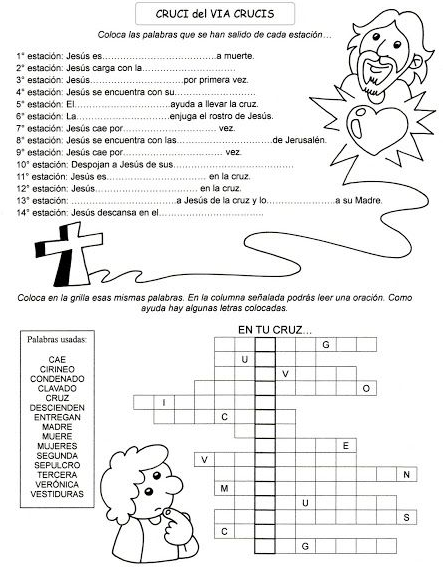 CRUCI del VIA CRUCIS
Coloca las palabras que se han salido de cada estación...
1° estación: Jesús es....................................a muerte.
2° estación: Jesús carga con la............................
3° estación: Jesús..............................por primera vez.
4° estación: Jesús se encuentra con su....................................
5° estación: El..............................ayuda a llevar la cruz.
6° estación: La..............................enjuga el rostro de Jesús.
7° estación: Jesús cae por.............................. vez.
8° estación: Jesús se encuentra con las..............................de Jerusalén.
9° estación: Jesús cae por.............................. vez.
10° estación: Despojan a Jesús de sus....................................
11° estación: Jesús es.............................. en la cruz.
12° estación: Jesús.............................. en la cruz.
13° estación: ..............................a Jesús de la cruz y lo....................a su Madre.
14° estación: Jesús descansa en el..............................
Coloca en la grilla esas mismas palabras. En la columna señalada podrás leer una oración. Como
ayuda hay algunas letras colocadas.
EN TU CRUZ...
Palabras usadas:
CAE
CIRINEO
CONDENADO
CLAVADO
CRUZ
DESCIENDEN
ENTREGAN
MADRE
MUERE
MUJERES
SEGUNDA
SEPULCRO
TERCERA
VERÓNICA
VESTIDURAS
G
U
V
O
I
C
E
V
N
M
U
S
C
G